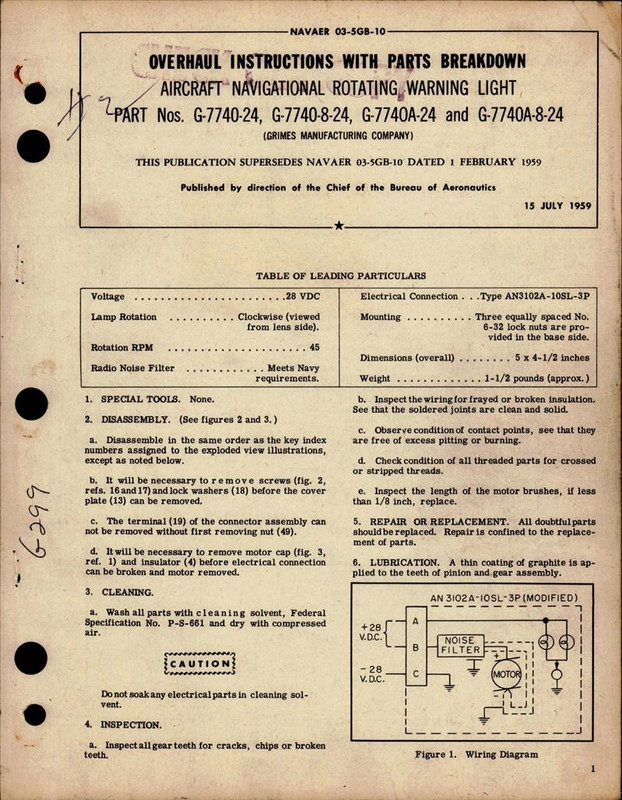 NAVAER 03-5GB-10
OVERHAUL INSTRUCTIONS WITH PARTS BREAKDOWN
AIRCRAFT NAVIGATIONAL ROTATING WARNING LIGHT
PART Nos. G-7740-24, G-7740-8-24, G-7740A-24 and G-7740A-8-24
(GRIMES MANUFACTURING COMPANY)
THIS PUBLICATION SUPERSEDES NAVAER 03-5GB-10 DATED 1 FEBRUARY 1959
Published by direction of the Chief of the Bureau of Aeronautics
15 JULY 1959
# 2
6299
TABLE OF LEADING PARTICULARS
Voltage . . . . . . . . . . . . . . . . . . . . . . . 28 VDC
Lamp Rotation . . . . . . . . . . Clockwise (viewed
from lens side).
Rotation RPM . . . . . . . . . . . . . . . . . . . . . 45
Radio Noise Filter . . . . . . . . . . . . Meets Navy
requirements.
Electrical Connection . . . Type AN3102A-10SL-3P
Mounting . . . . . . . . . . Three equally spaced No.
6-32 lock nuts are pro-
vided in the base side.
Dimensions (overall) . . . . . . . . 5 x 4-1/2 inches
Weight . . . . . . . . . . . . . 1-1/2 pounds (approx.)
1. SPECIAL TOOLS. None.
2. DISASSEMBLY. (See figures 2 and 3.)
a. Disassemble in the same order as the key index
numbers assigned to the exploded view illustrations,
except as noted below.
b. It will be necessary to remove screws (fig. 2,
refs. 16 and 17) and lock washers (18) before the cover
plate (13) can be removed.
c. The terminal (19) of the connector assembly can
not be removed without first removing nut (49).
d. It will be necessary to remove motor cap (fig. 3,
ref. 1) and insulator (4) before electrical connection
can be broken and motor removed.
3. CLEANING.
a. Wash all parts with cleaning solvent, Federal
Specification No. P-S-661 and dry with compressed
air.
CAUTION
Do not soak any electrical parts in cleaning sol-
vent.
4. INSPECTION.
a. Inspect all gear teeth for cracks, chips or broken
teeth.
b. Inspect the wiring for frayed or broken insulation.
See that the soldered joints are clean and solid.
c. Observe condition of contact points, see that they
are free of excess pitting or burning.
d. Check condition of all threaded parts for crossed
or stripped threads.
e. Inspect the length of the motor brushes, if less
than 1/8 inch, replace.
5. REPAIR OR REPLACEMENT. All doubtful parts
should be replaced. Repair is confined to the replace-
ment of parts.
6. LUBRICATION. A thin coating of graphite is ap-
plied to the teeth of pinion and gear assembly.
AN 3102A-10SL-3P (MODIFIED)
+28
V.D.C.
-28
V.D.C.
A
B
C
NOISE
FILTER
+
MOTOR
Figure 1. Wiring Diagram
1